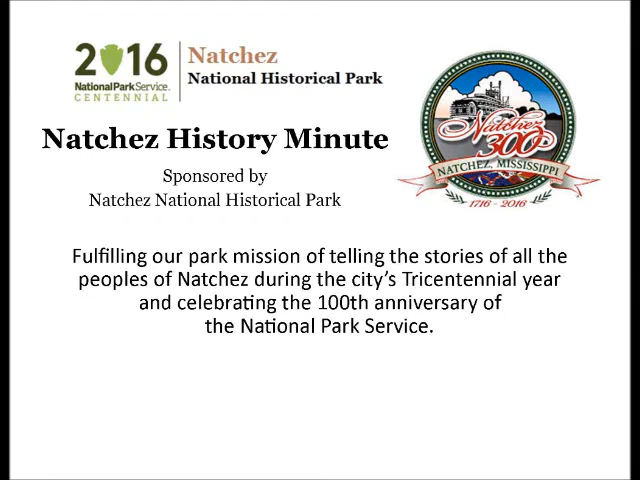 2016
National Park Service™
CENTENNIAL
Natchez
National Historical Park
Natchez History Minute
Sponsored by
Natchez National Historical Park
Natchez
300
NATCHEZ, MISSISSIPPI
1716 - 2016
Fulfilling our park mission of telling the stories of all the
peoples of Natchez during the city's Tricentennial year
and celebrating the 100th anniversary of
the National Park Service.